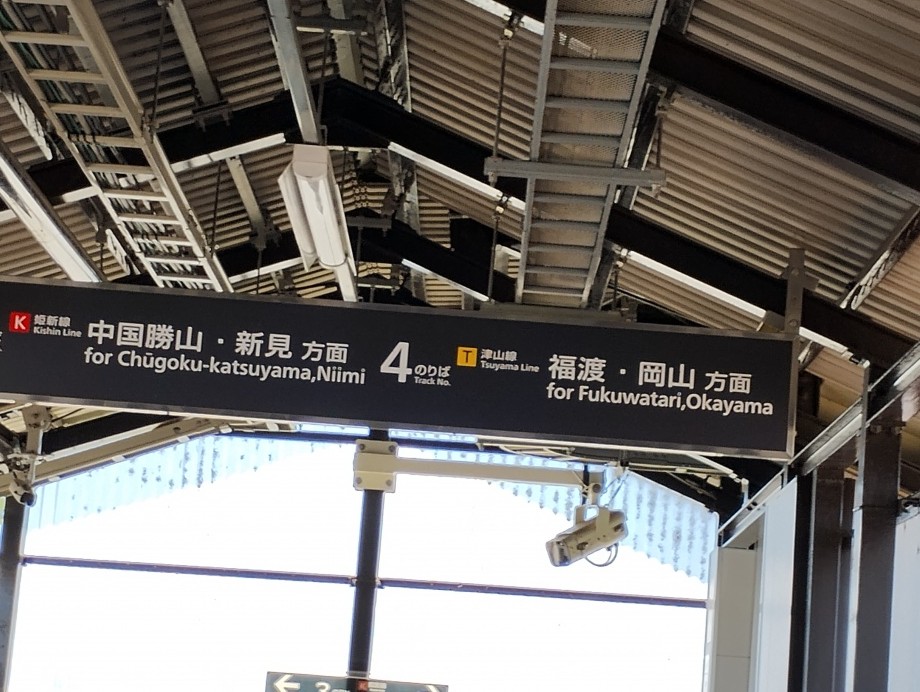 K 姫新線 Kishin Line
中国勝山・新見 方面
for Chūgoku-katsuyama,Niimi
4 のりば Track No.
T 津山線 Tsuyama Line
福渡・岡山 方面
for Fukuwatari,Okayama